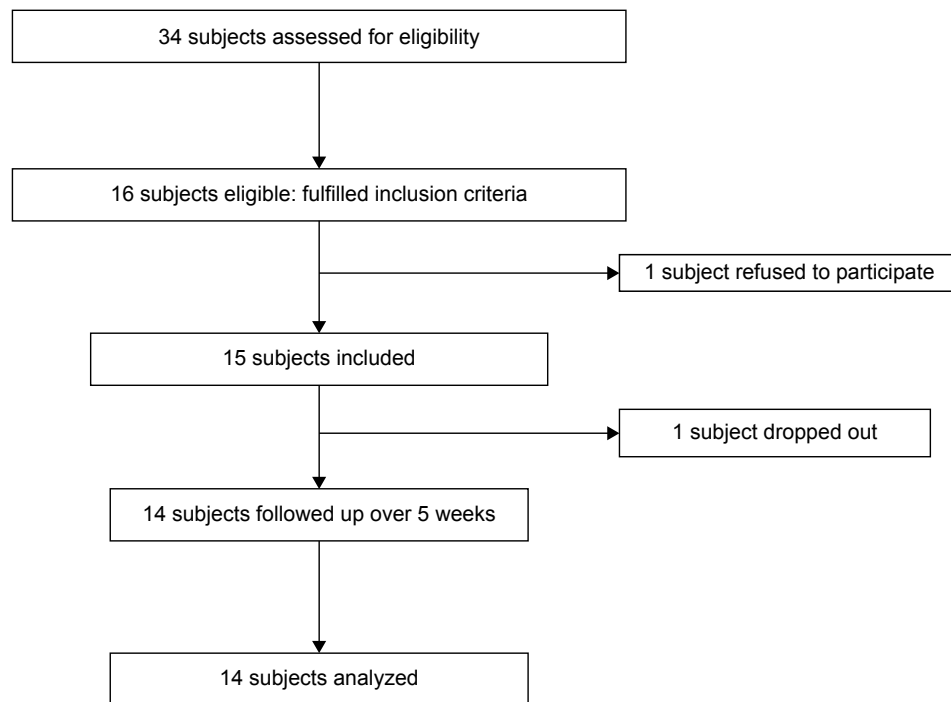 34 subjects assessed for eligibility
16 subjects eligible: fulfilled inclusion criteria
1 subject refused to participate
15 subjects included
1 subject dropped out
14 subjects followed up over 5 weeks
14 subjects analyzed